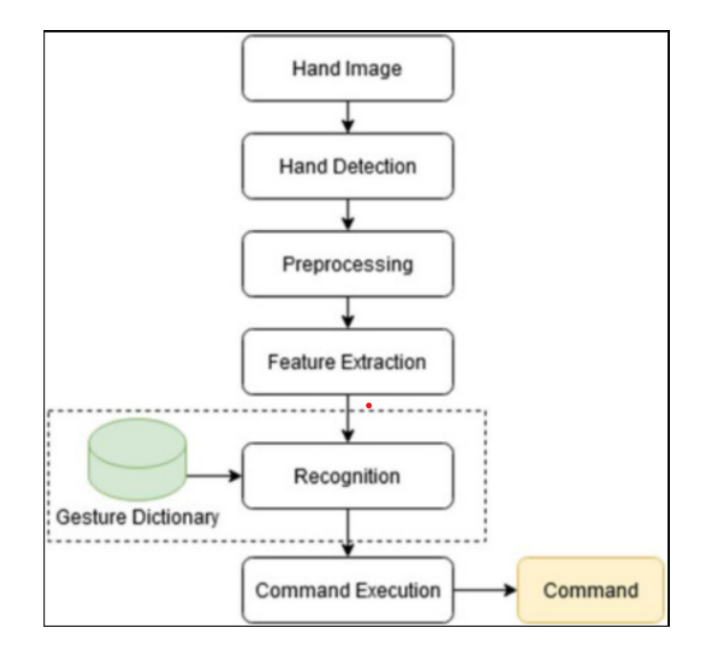 Hand Image
Hand Detection
Preprocessing
Feature Extraction
Recognition
Gesture Dictionary
Command Execution
Command